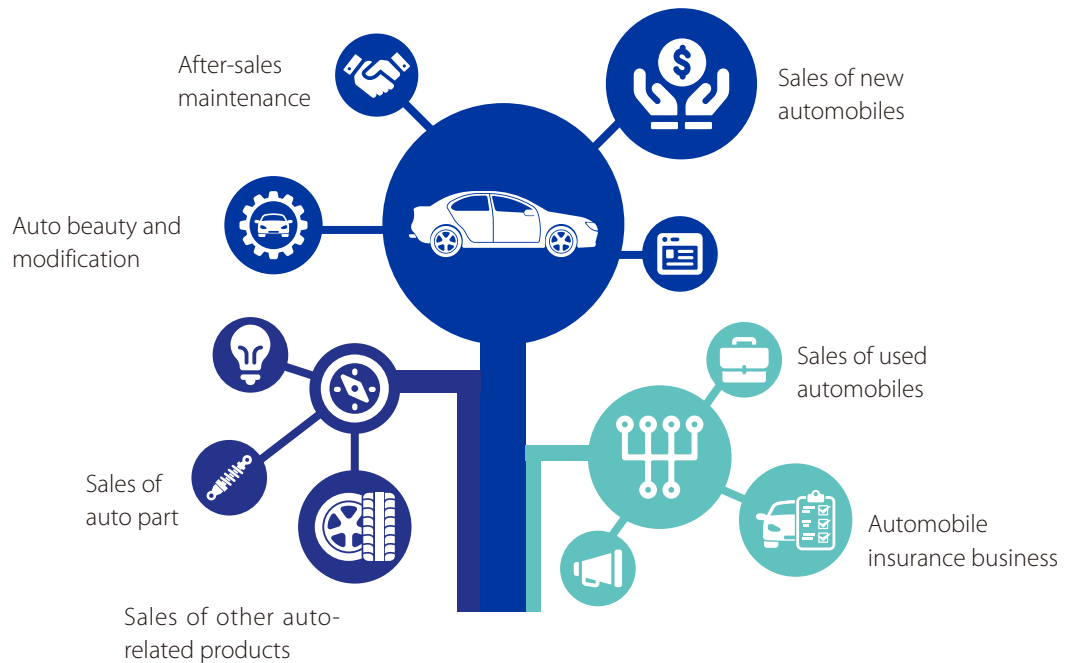 After-sales
maintenance
Sales of new
automobiles
Auto beauty and
modification
Sales of used
automobiles
Sales of
auto part
Automobile
insurance business
Sales of other auto-
related products